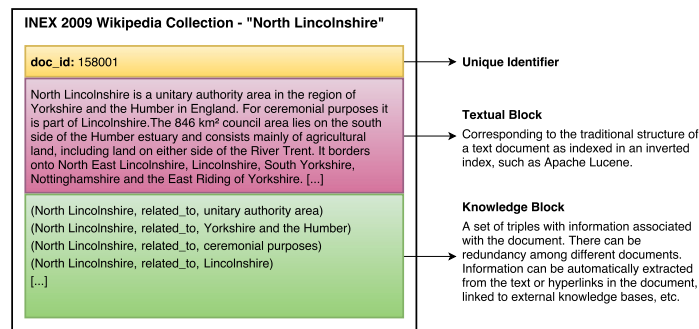 INEX 2009 Wikipedia Collection - "North Lincolnshire"
doc_id: 158001
Unique Identifier
North Lincolnshire is a unitary authority area in the region of
Yorkshire and the Humber in England. For ceremonial purposes it
is part of Lincolnshire.The 846 km² council area lies on the south
side of the Humber estuary and consists mainly of agricultural
land, including land on either side of the River Trent. It borders
onto North East Lincolnshire, Lincolnshire, South Yorkshire,
Nottinghamshire and the East Riding of Yorkshire. [...]
Textual Block
Corresponding to the traditional structure of
a text document as indexed in an inverted
index, such as Apache Lucene.
(North Lincolnshire, related_to, unitary authority area)
(North Lincolnshire, related_to, Yorkshire and the Humber)
(North Lincolnshire, related_to, ceremonial purposes)
(North Lincolnshire, related_to, Lincolnshire)
[...]
Knowledge Block
A set of triples with information associated
with the document. There can be
redundancy among different documents.
Information can be automatically extracted
from the text or hyperlinks in the document,
linked to external knowledge bases, etc.